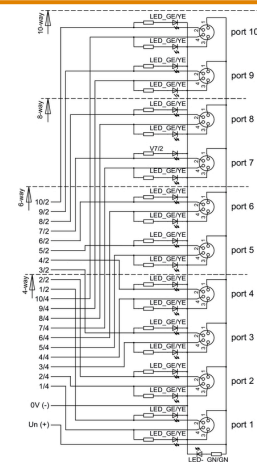 10-way
LED_GE/YE
port 10
LED_GE/YE
LED_GE/YE
port 9
LED_GE/YE
8-way
LED_GE/YE
port 8
LED_GE/YE
V7/2
port 7
LED_GE/YE
6-way
LED_GE/YE
port 6
LED_GE/YE
LED_GE/YE
port 5
LED_GE/YE
4-way
LED_GE/YE
port 4
LED_GE/YE
LED_GE/YE
port 3
LED_GE/YE
LED_GE/YE
port 2
LED_GE/YE
LED_GE/YE
port 1
LED_GE/YE
10/2
9/2
8/2
7/2
6/2
5/2
4/2
3/2
2/2
1/2
10/4
9/4
8/4
7/4
6/4
5/4
4/4
3/4
2/4
1/4
0V (-)
Un (+)
LED- GN/GN